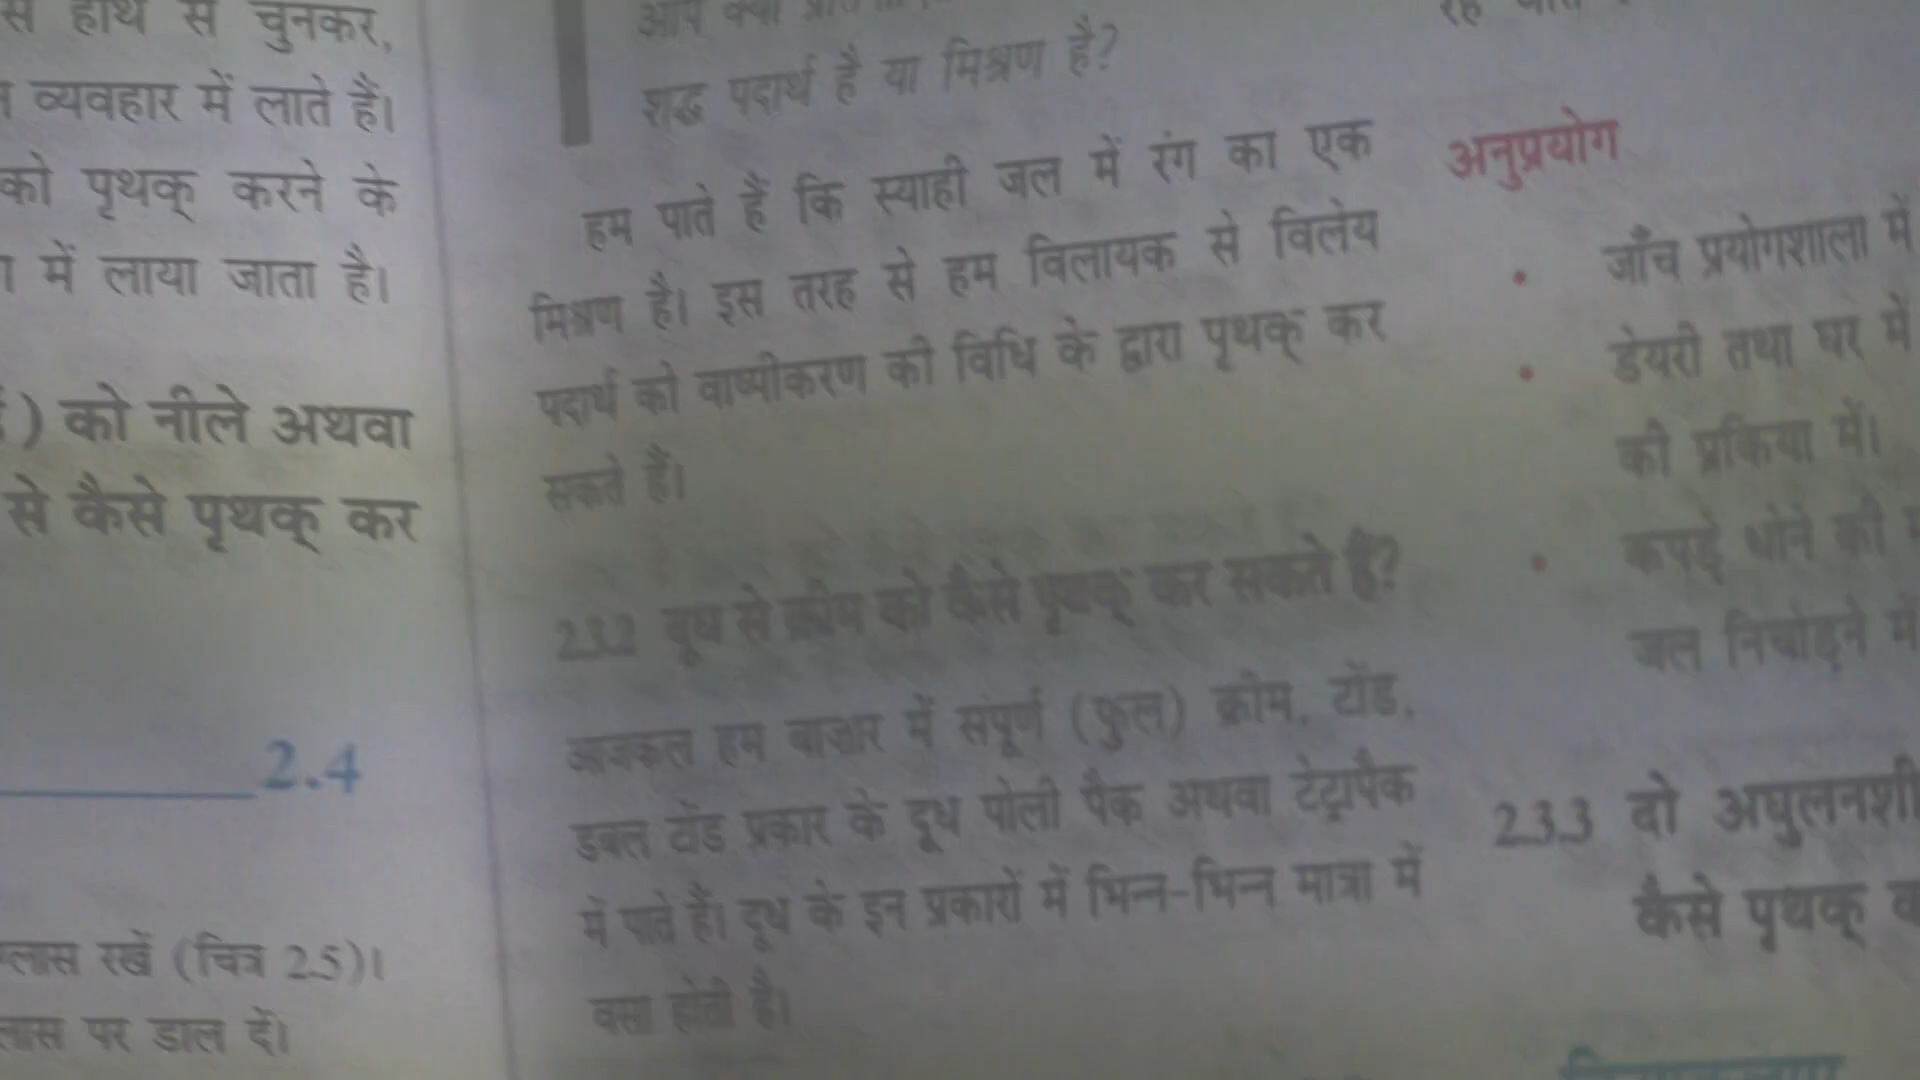 से हाथ से चुनकर,
व्यवहार में लाते हैं।
को पृथक् करने के
में लाया जाता है।
) को नीले अथवा
से कैसे पृथक् कर
2.4
रखें (चित्र 2.5)।
पर डाल दें।
आप क्या
शुद्ध पदार्थ है या मिश्रण है?
हम पाते हैं कि स्याही जल में रंग का एक
मिश्रण है। इस तरह से हम विलायक से विलेय
पदार्थ को वाष्पीकरण की विधि के द्वारा पृथक् कर
सकते हैं।
2.3.2 दूध से क्रीम को कैसे पृथक् कर सकते हैं?
आजकल हम बाज़ार में संपूर्ण (फुल) क्रीम, टोंड,
डबल टोंड प्रकार के दूध पोली पैक अथवा टेट्रापैक
में पाते हैं। दूध के इन प्रकारों में भिन्न-भिन्न मात्रा में
वसा होती है।
अनुप्रयोग
• जाँच प्रयोगशाला में
• डेयरी तथा घर में
की प्रक्रिया में।
• कपड़े धोने की
जल निचोड़ने में
2.3.3 दो अघुलनशी
कैसे पृथक्